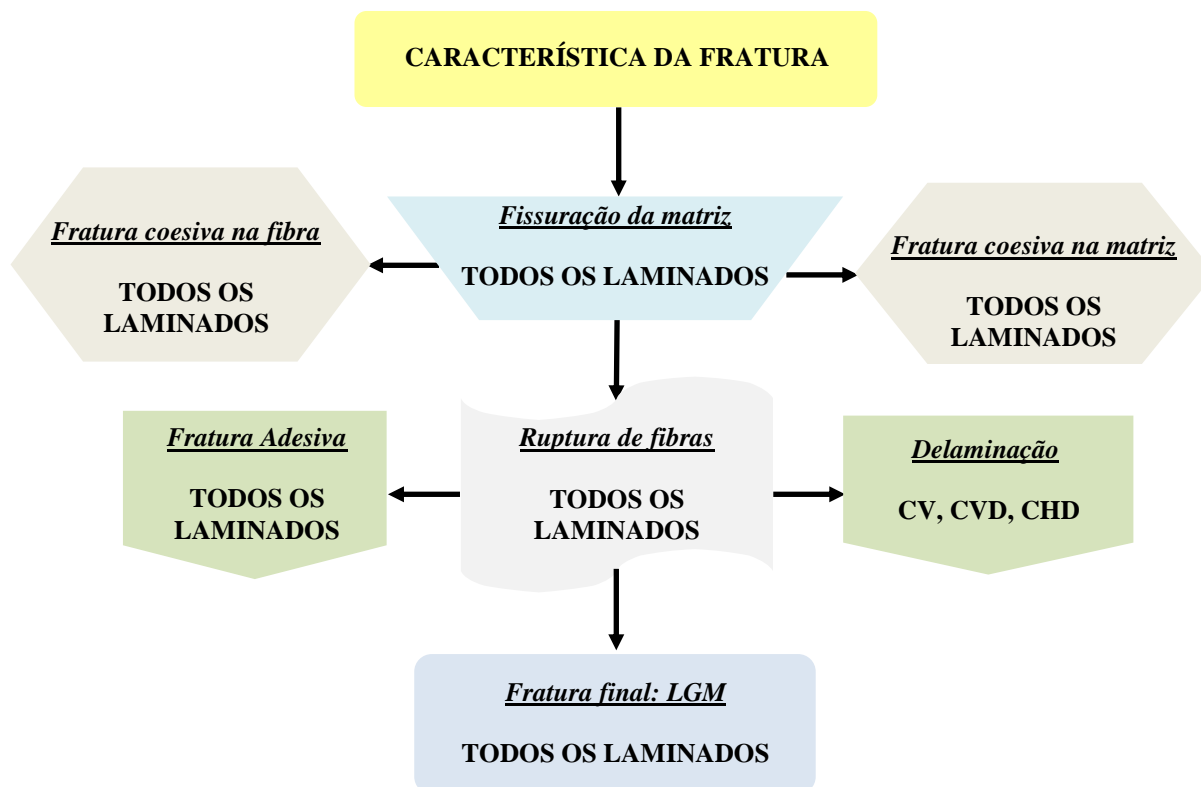 CARACTERÍSTICA DA FRATURA
Fissuração da matriz
TODOS OS LAMINADOS
Fratura coesiva na fibra
TODOS OS
LAMINADOS
Fratura coesiva na matriz
TODOS OS
LAMINADOS
Fratura Adesiva
TODOS OS
LAMINADOS
Ruptura de fibras
TODOS OS
LAMINADOS
Delaminação
CV, CVD, CHD
Fratura final: LGM
TODOS OS LAMINADOS